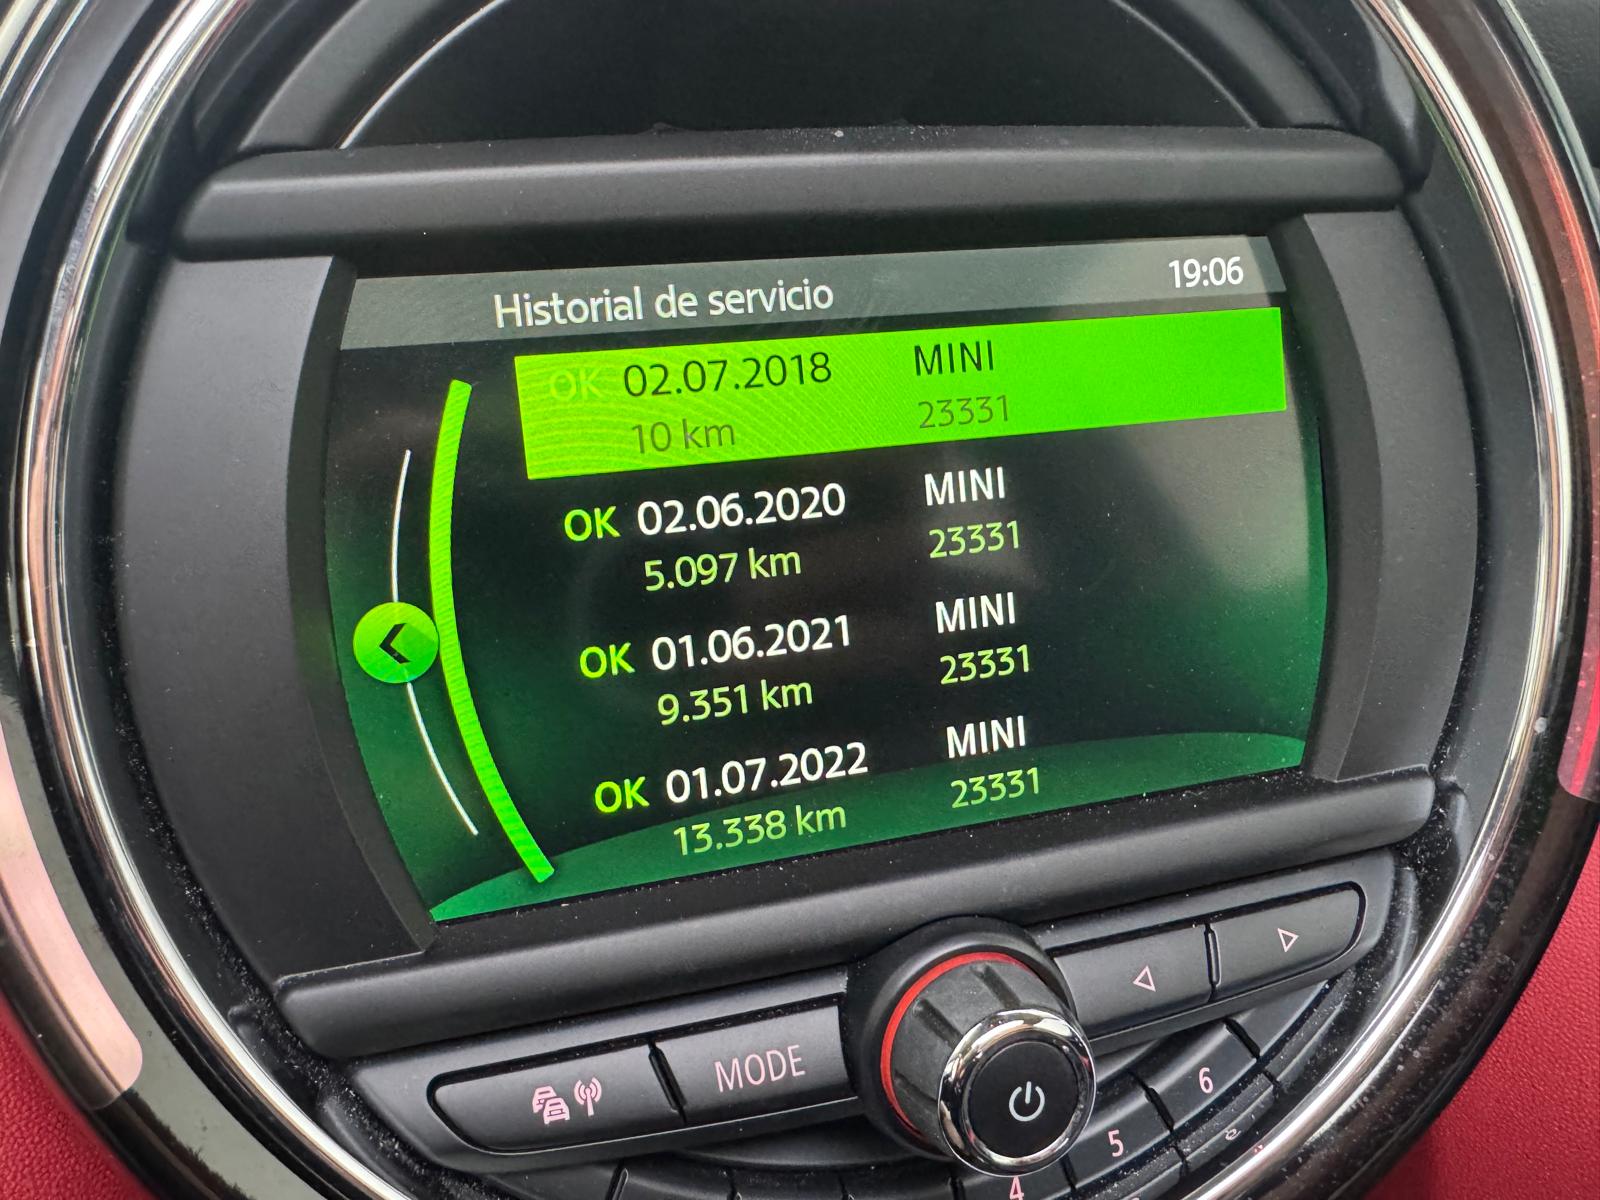 Historial de servicio 19:06
OK 02.07.2018 MINI
10 km 23331
OK 02.06.2020 MINI
5.097 km 23331
OK 01.06.2021 MINI
9.351 km 23331
OK 01.07.2022 MINI
13.338 km 23331
MODE
6
5
4